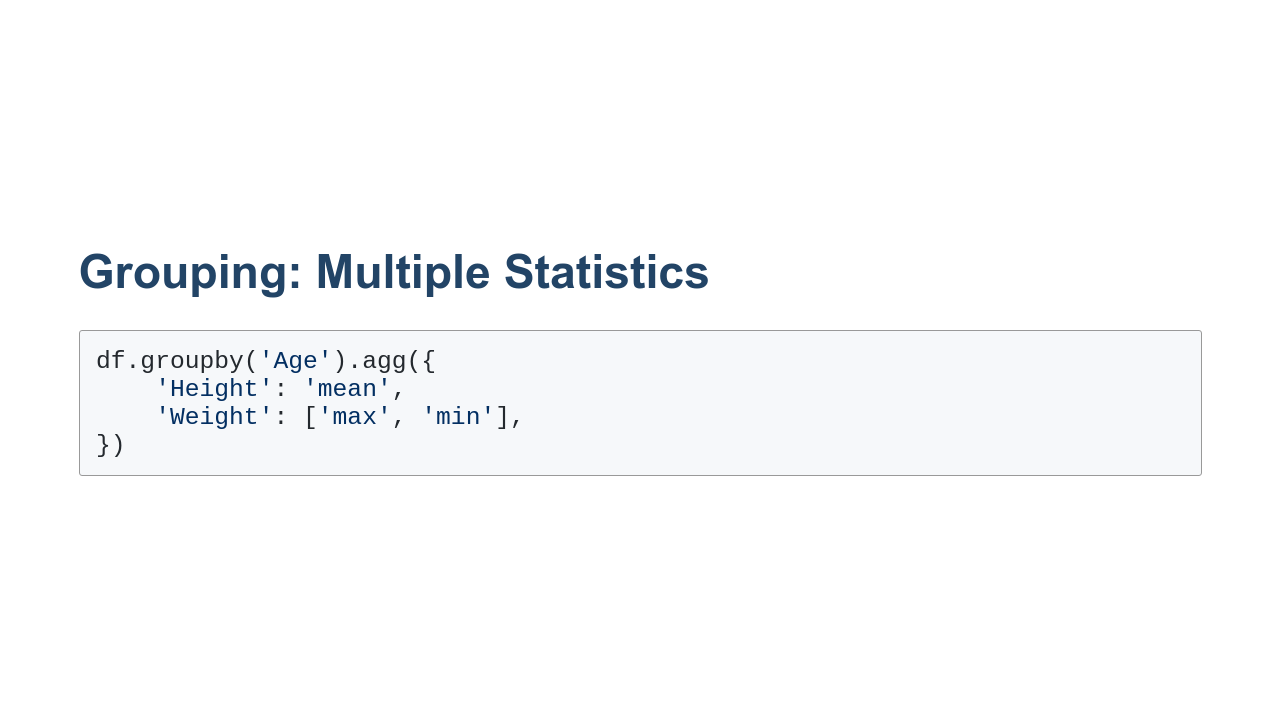 Grouping: Multiple Statistics
df.groupby('Age').agg({
    'Height': 'mean',
    'Weight': ['max', 'min'],
})